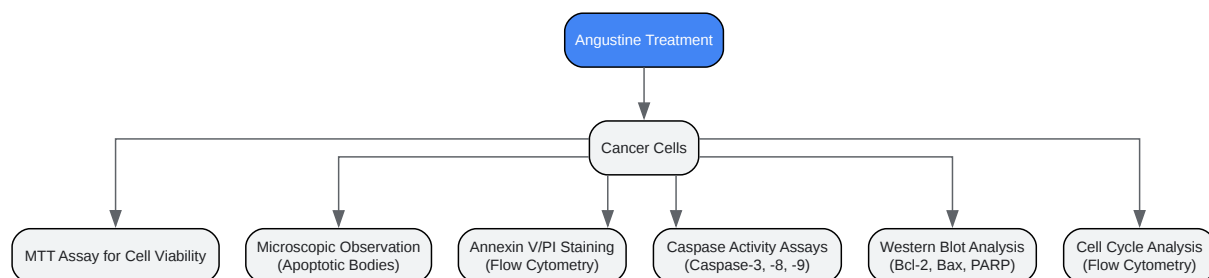 Angustine Treatment
Cancer Cells
MTT Assay for Cell Viability
Microscopic Observation
(Apoptotic Bodies)
Annexin V/PI Staining
(Flow Cytometry)
Caspase Activity Assays
(Caspase-3, -8, -9)
Western Blot Analysis
(Bcl-2, Bax, PARP)
Cell Cycle Analysis
(Flow Cytometry)